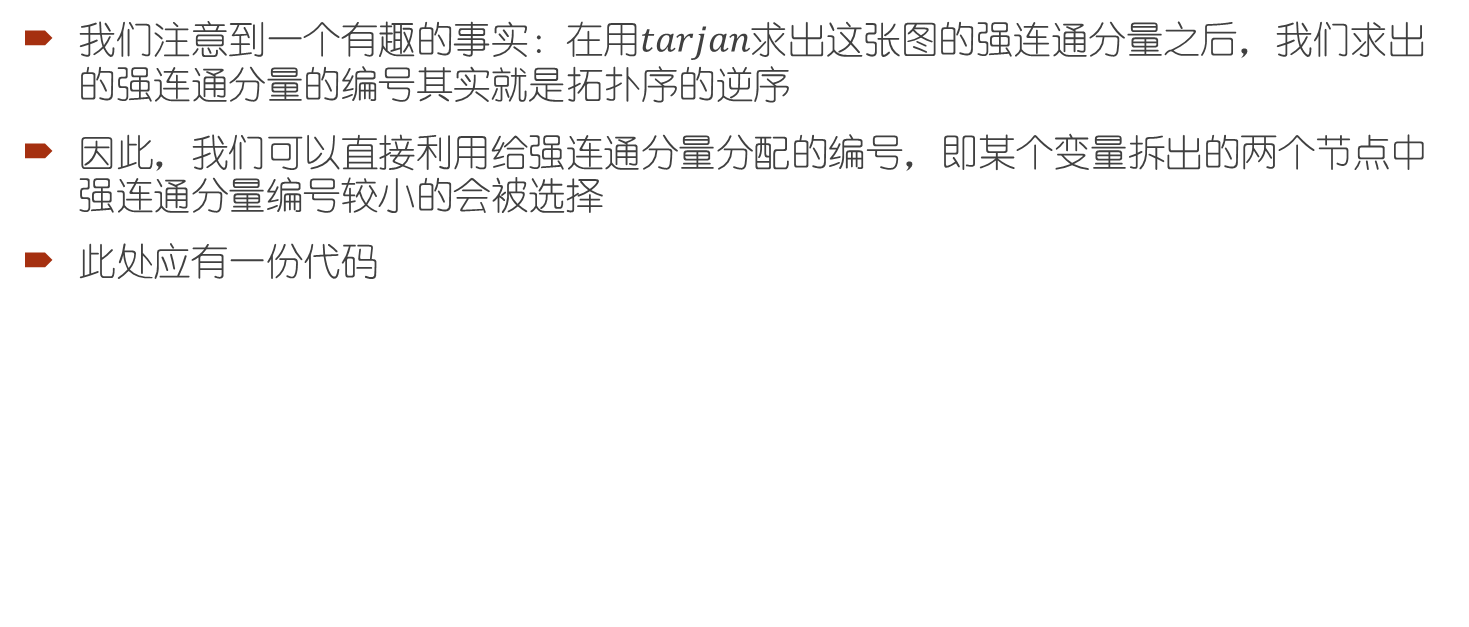 我们注意到一个有趣的事实：在用tarjan求出这张图的强连通分量之后，我们求出
的强连通分量的编号其实就是拓扑序的逆序
因此，我们可以直接利用给强连通分量分配的编号，即某个变量拆出的两个节点中
强连通分量编号较小的会被选择
此处应有一份代码